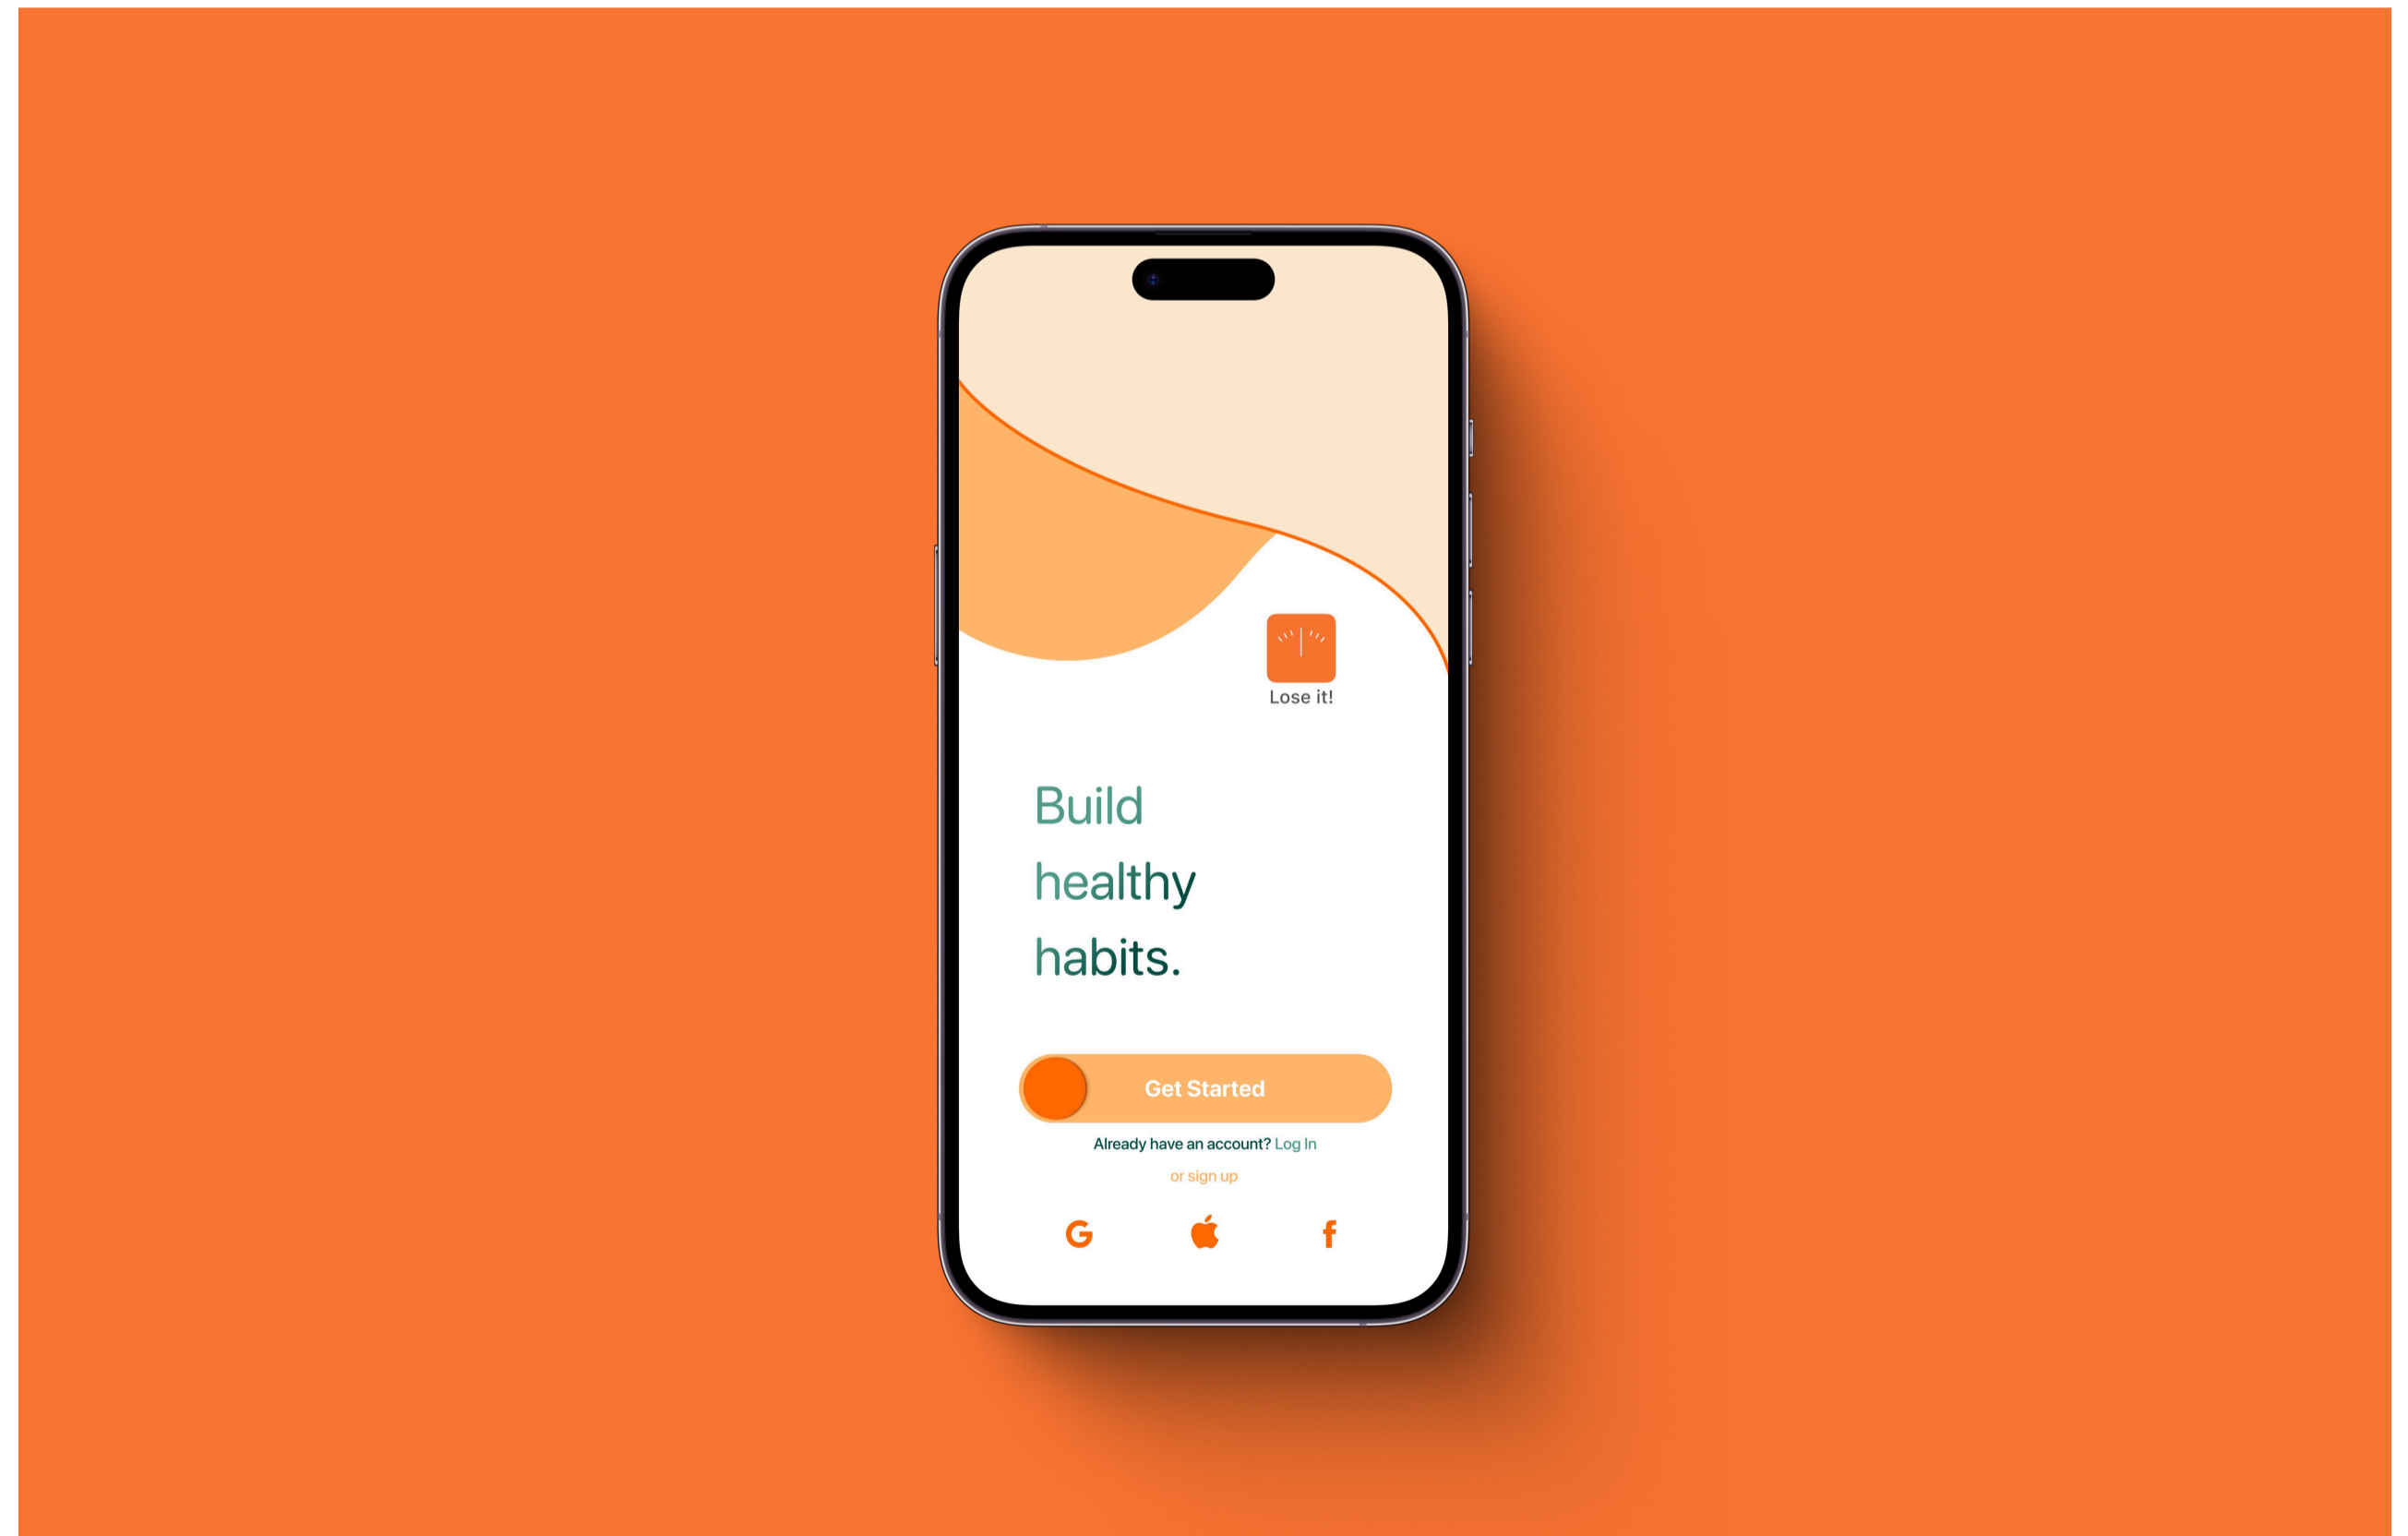 Lose it!
Build
healthy
habits.
Get Started
Already have an account? Log In
or sign up